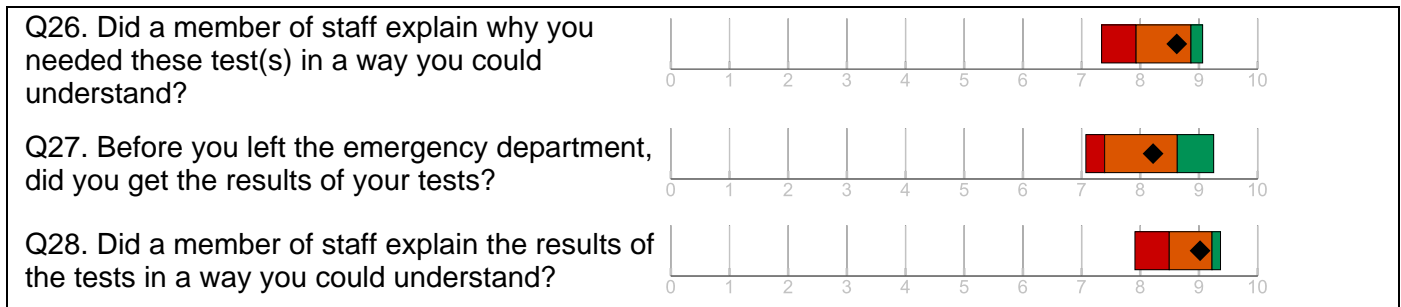 Q26. Did a member of staff explain why you
needed these test(s) in a way you could
understand?
0 1 2 3 4 5 6 7 8 9 10
Q27. Before you left the emergency department,
did you get the results of your tests?
0 1 2 3 4 5 6 7 8 9 10
Q28. Did a member of staff explain the results of
the tests in a way you could understand?
0 1 2 3 4 5 6 7 8 9 10